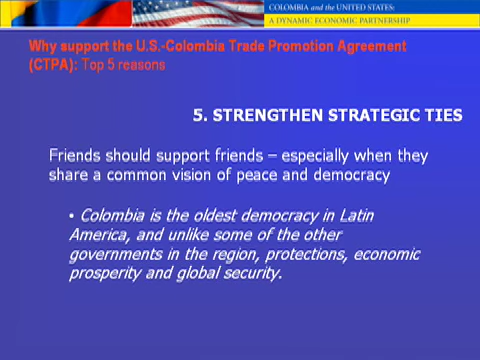 COLOMBIA and the UNITED STATES:
A DYNAMIC ECONOMIC PARTNERSHIP
Why support the U.S.-Colombia Trade Promotion Agreement
(CTPA): Top 5 reasons
5. STRENGTHEN STRATEGIC TIES
Friends should support friends – especially when they
share a common vision of peace and democracy
• Colombia is the oldest democracy in Latin
America, and unlike some of the other
governments in the region, protections, economic
prosperity and global security.